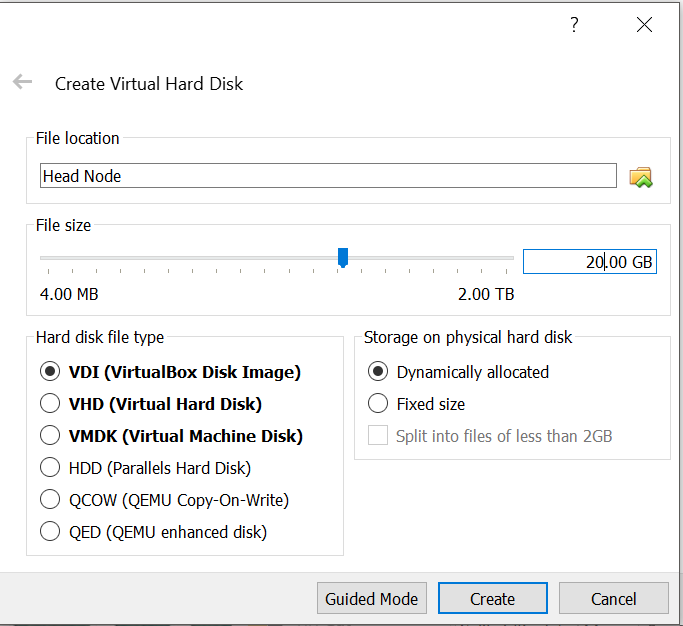 ?
Create Virtual Hard Disk
File location
Head Node
File size
20.00 GB
4.00 MB 2.00 TB
Hard disk file type
VDI (VirtualBox Disk Image)
VHD (Virtual Hard Disk)
VMDK (Virtual Machine Disk)
HDD (Parallels Hard Disk)
QCOW (QEMU Copy-On-Write)
QED (QEMU enhanced disk)
Storage on physical hard disk
Dynamically allocated
Fixed size
Split into files of less than 2GB
Guided Mode Create Cancel